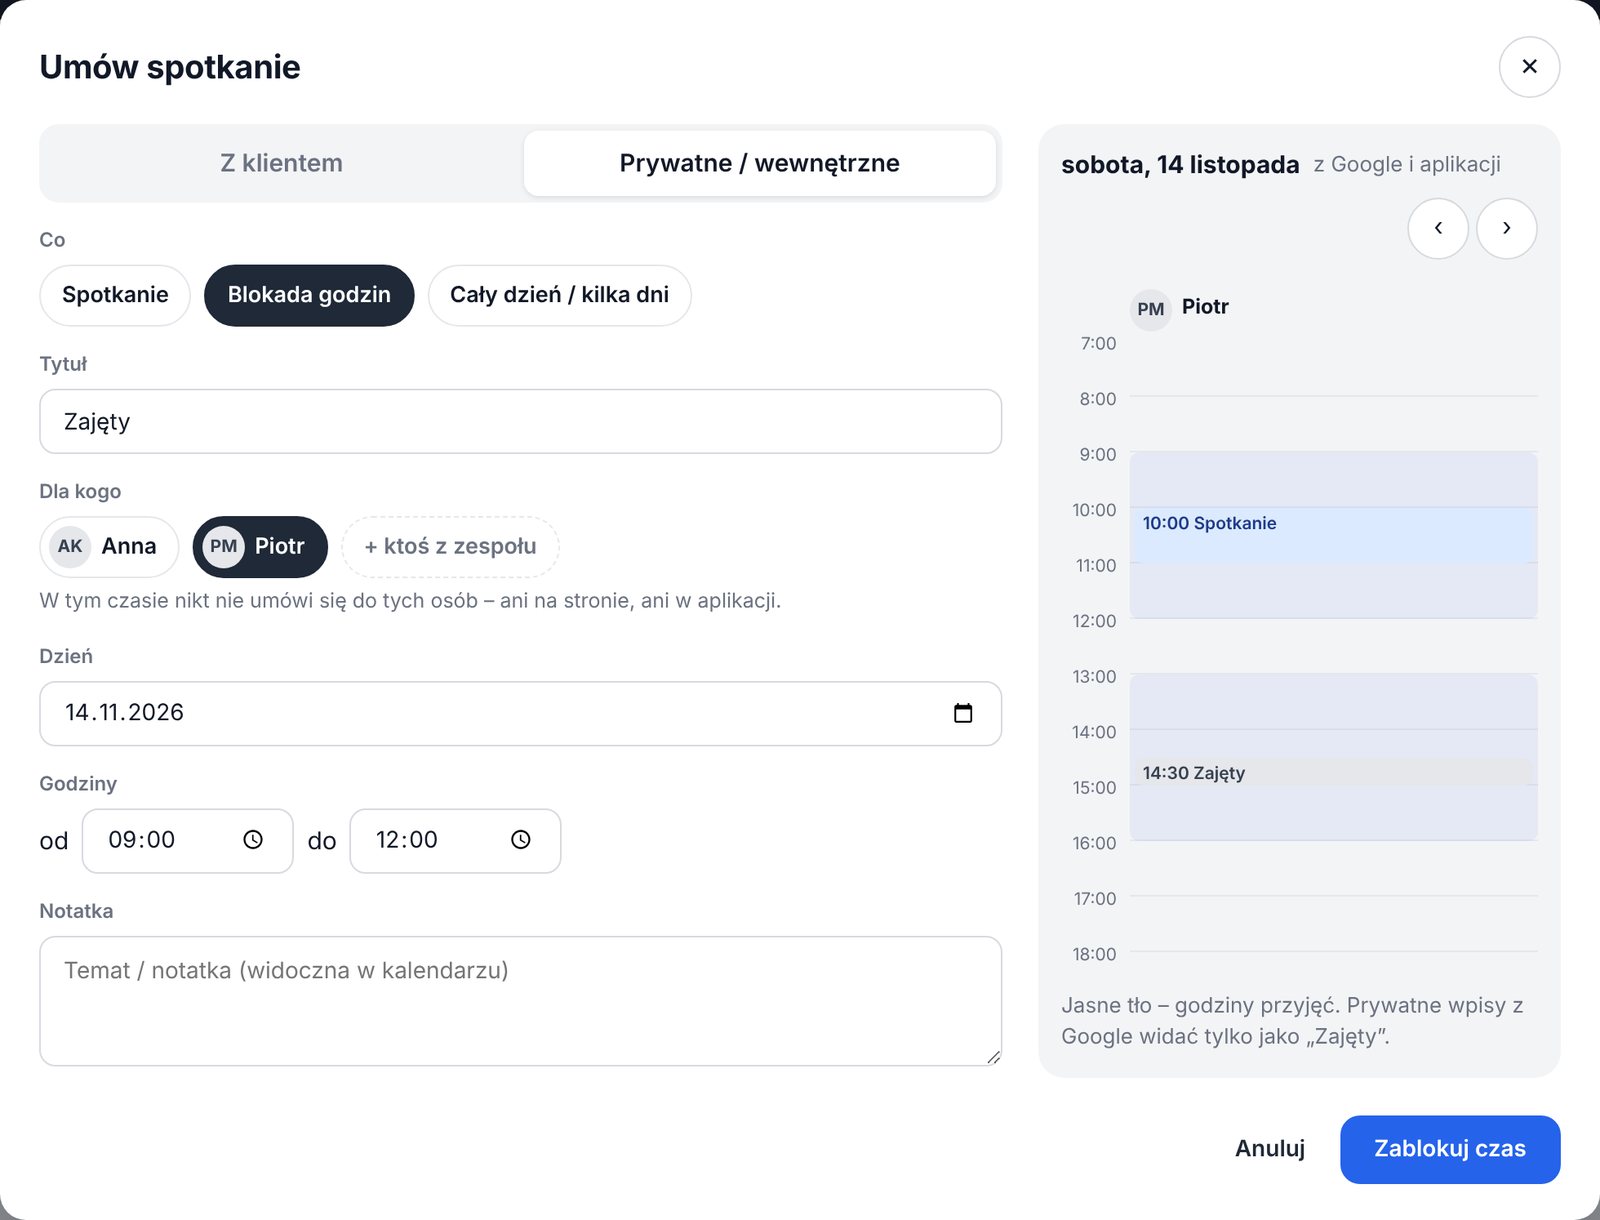 Umów spotkanie
Z klientem
Prywatne / wewnętrzne
Co
Spotkanie
Blokada godzin
Cały dzień / kilka dni
Tytuł
Zajęty
Dla kogo
AK Anna
PM Piotr
+ ktoś z zespołu
W tym czasie nikt nie umówi się do tych osób – ani na stronie, ani w aplikacji.
Dzień
14.11.2026
Godziny
od 09:00 do 12:00
Notatka
Temat / notatka (widoczna w kalendarzu)
sobota, 14 listopada z Google i aplikacji
PM Piotr
7:00
8:00
9:00
10:00
10:00 Spotkanie
11:00
12:00
13:00
14:00
14:30 Zajęty
15:00
16:00
17:00
18:00
Jasne tło – godziny przyjęć. Prywatne wpisy z
Google widać tylko jako „Zajęty”.
Anuluj
Zablokuj czas